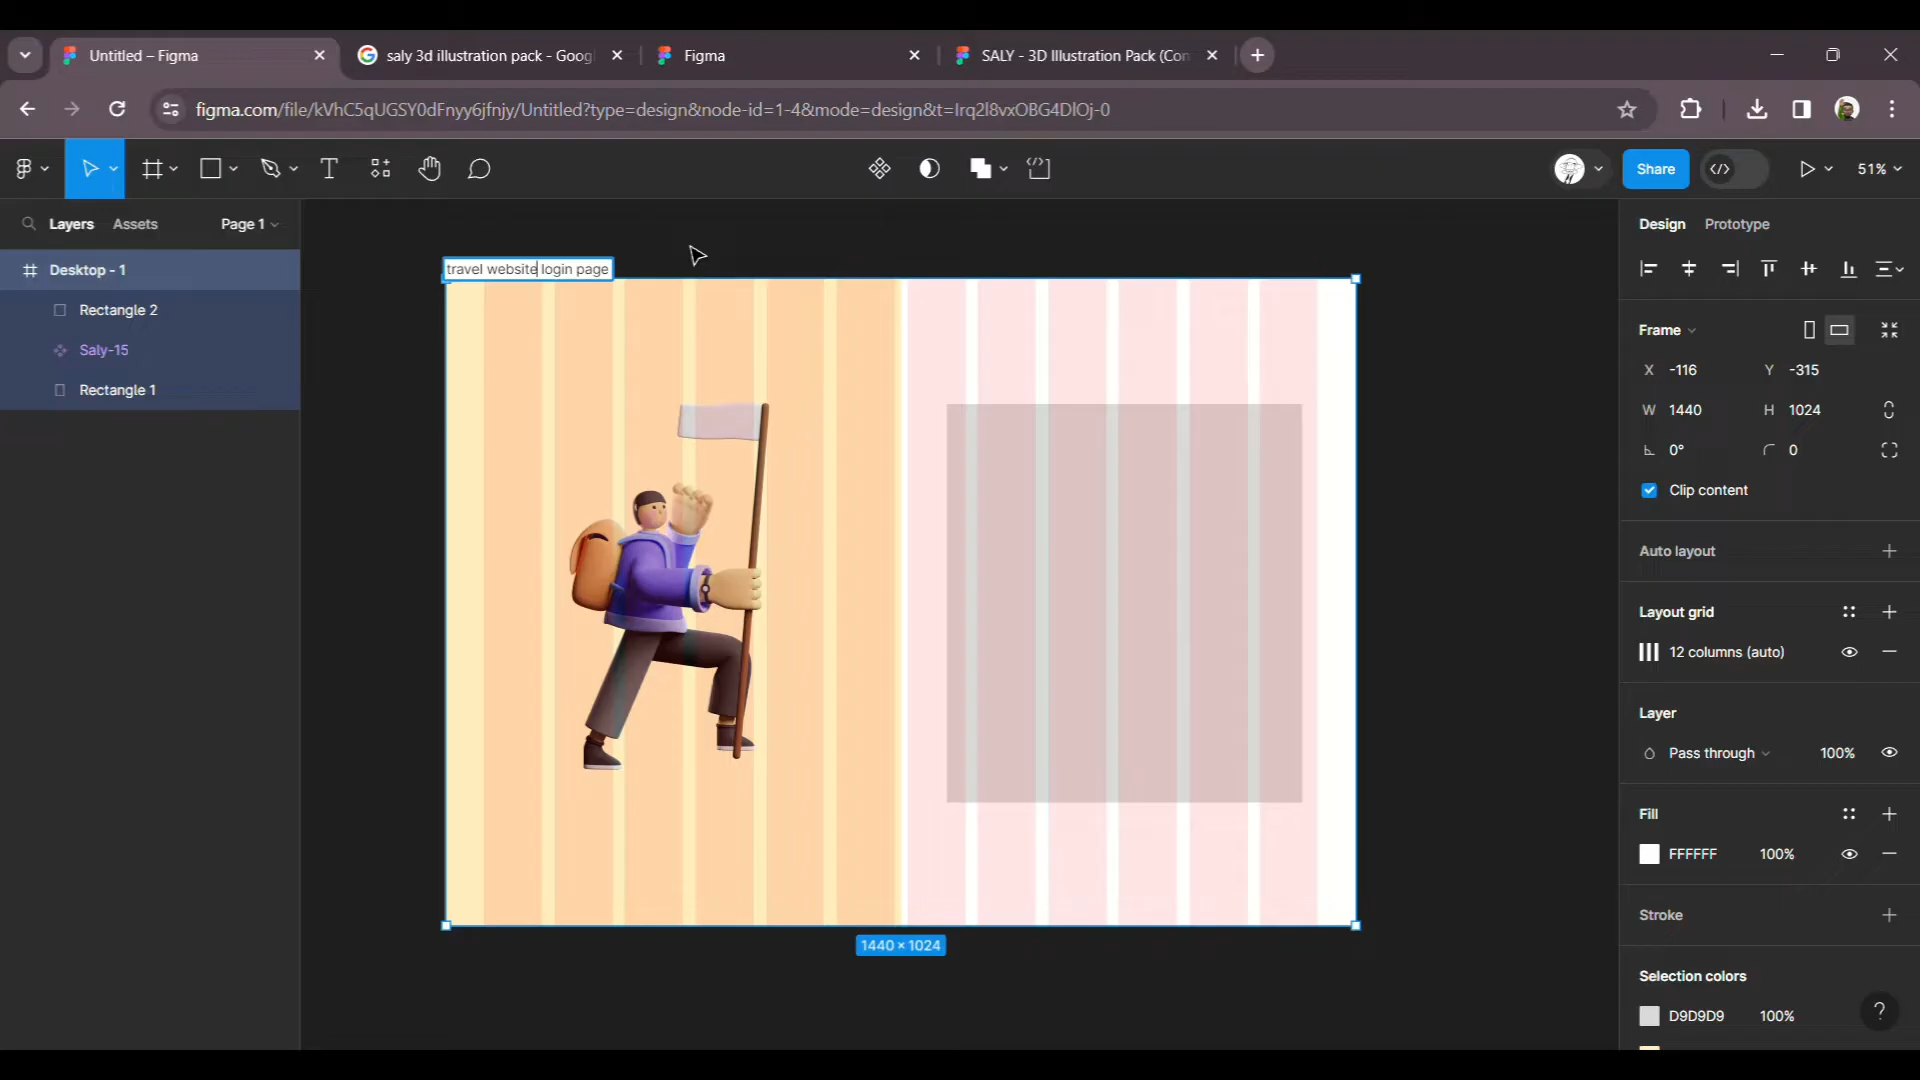 Untitled – Figma
saly 3d illustration pack - Goog
Figma
SALY - 3D Illustration Pack (Con
figma.com/file/kVhC5qUGSY0dFnyy6jfnjy/Untitled?type=design&node-id=1-4&mode=design&t=Irq2l8vxOBG4DlOj-0
Share
51%
Layers
Assets
Page 1
Design
Prototype
Desktop - 1
travel website login page
Rectangle 2
Saly-15
Rectangle 1
Frame
X -116
Y -315
W 1440
H 1024
0°
0
Clip content
Auto layout
Layout grid
12 columns (auto)
Layer
Pass through
100%
Fill
FFFFFF
100%
Stroke
1440 × 1024
Selection colors
D9D9D9
100%
?